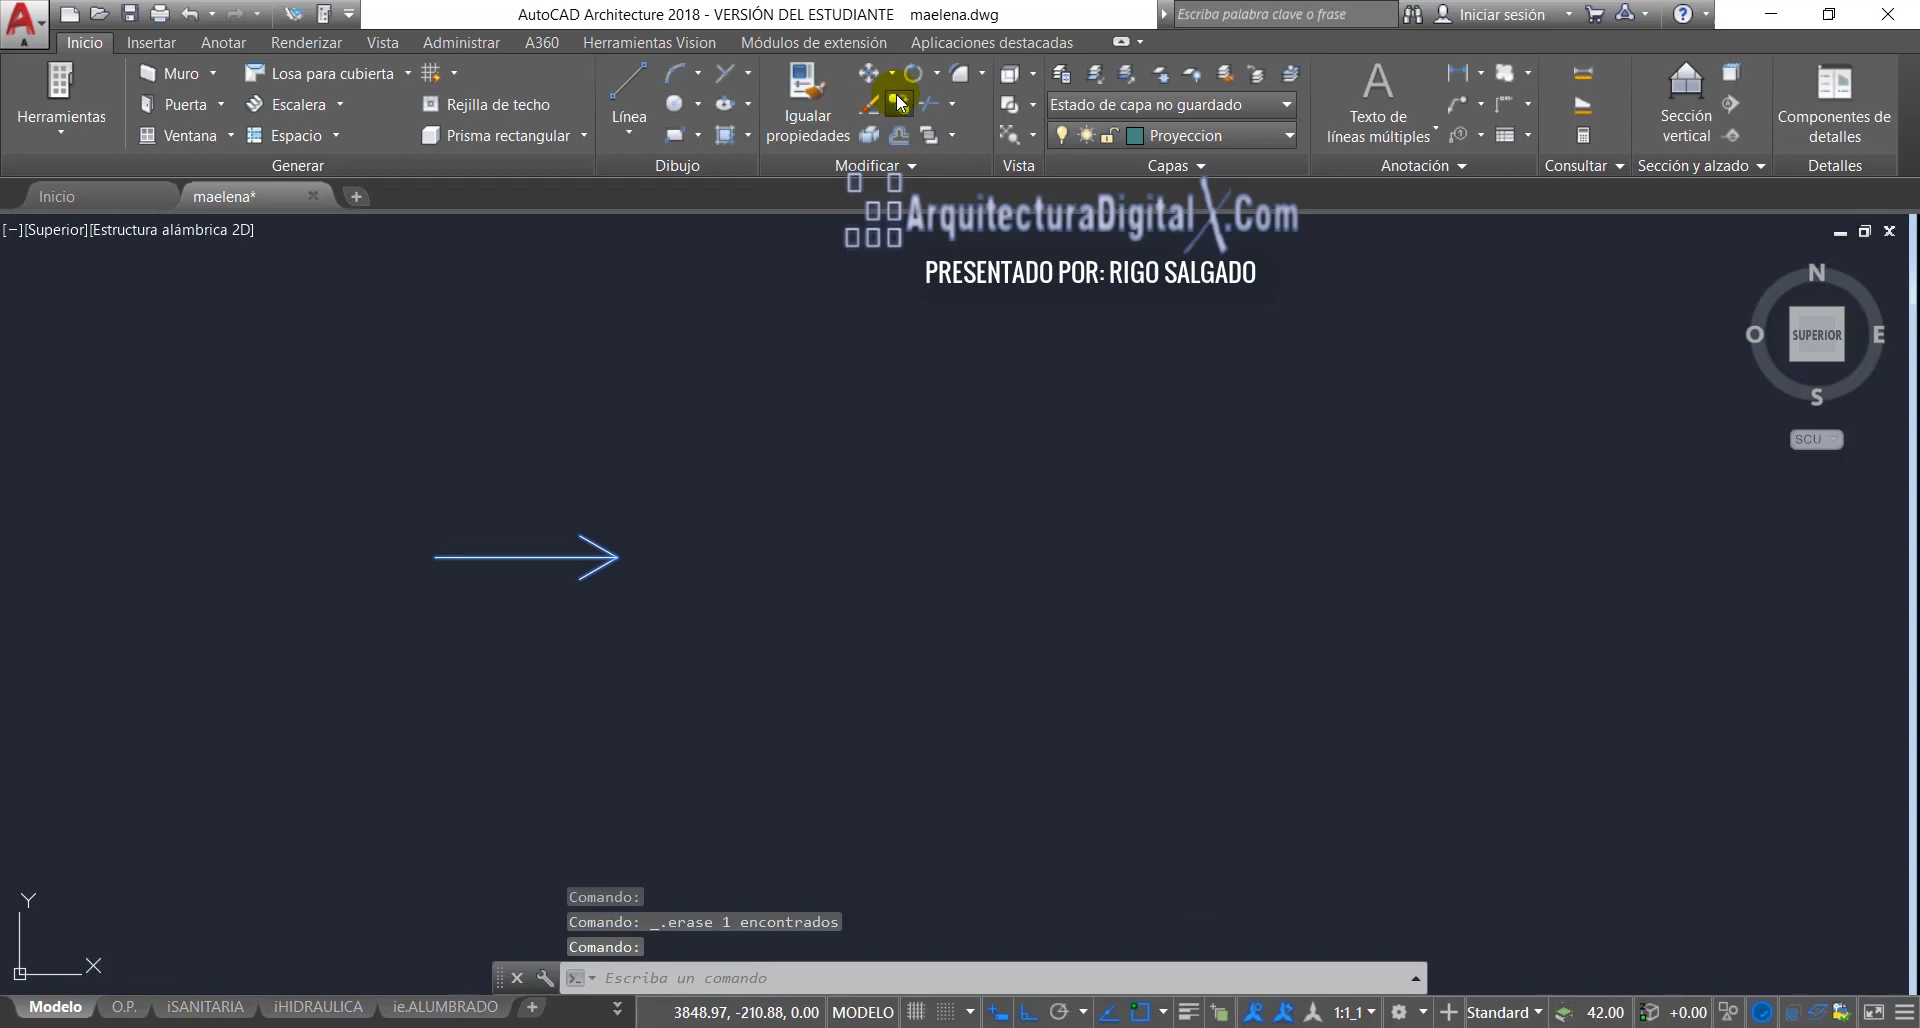 AutoCAD Architecture 2018 - VERSIÓN DEL ESTUDIANTE maelena.dwg
Escriba palabra clave o frase
Iniciar sesión
Inicio Insertar Anotar Renderizar Vista Administrar A360 Herramientas Vision Módulos de extensión Aplicaciones destacadas
Herramientas
Muro
Losa para cubierta
Puerta
Escalera
Rejilla de techo
Ventana
Espacio
Prisma rectangular
Generar
Línea
Dibujo
Igualar
propiedades
Modificar
Vista
Estado de capa no guardado
Proyeccion
Capas
Texto de
líneas múltiples
Anotación
Consultar
Sección
vertical
Sección y alzado
Componentes de
detalles
Detalles
Inicio
maelena*
ArquitecturaDigitalX.Com
PRESENTADO POR: RIGO SALGADO
[−][Superior][Estructura alámbrica 2D]
N
O
SUPERIOR
E
S
SCU
Y
X
Comando:
Comando: _.erase 1 encontrados
Comando:
Escriba un comando
Modelo O.P. iSANITARIA iHIDRAULICA ie.ALUMBRADO
3848.97, -210.88, 0.00 MODELO
1:1_1
Standard
42.00
+0.00